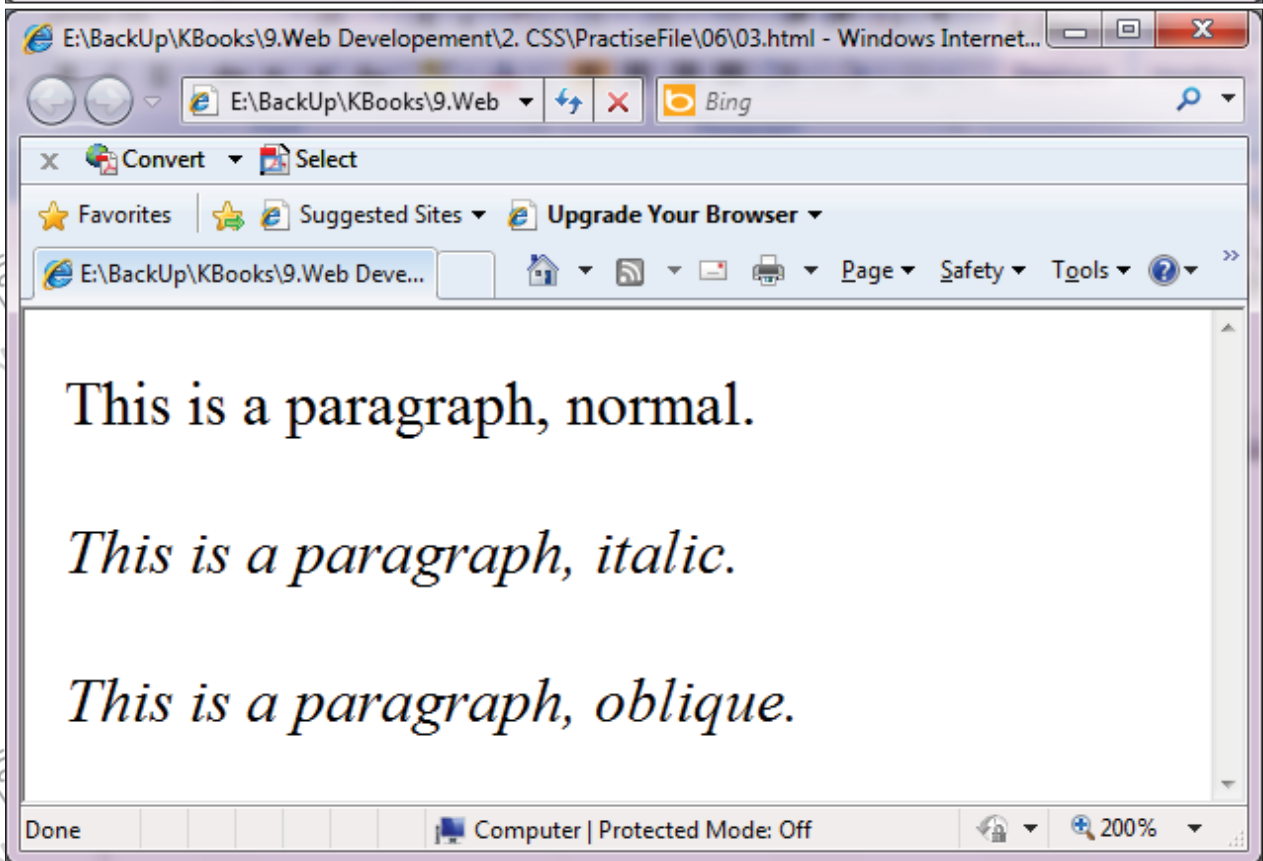 E:\BackUp\KBooks\9.Web Developement\2. CSS\PractiseFile\06\03.html - Windows Internet...
E:\BackUp\KBooks\9.Web
Bing
x Convert Select
Favorites Suggested Sites Upgrade Your Browser
E:\BackUp\KBooks\9.Web Deve... Page Safety Tools
This is a paragraph, normal.
This is a paragraph, italic.
This is a paragraph, oblique.
Done Computer | Protected Mode: Off 200%